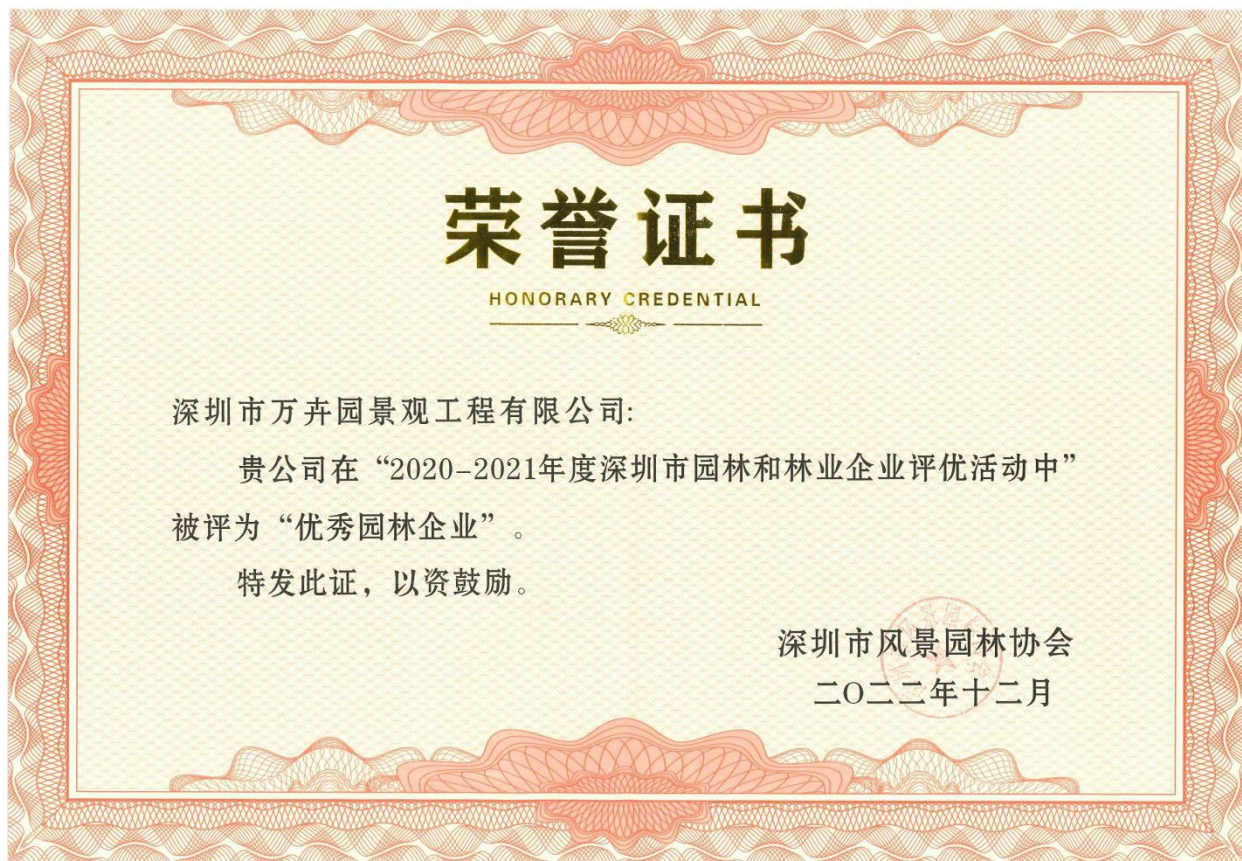 荣誉证书
HONORARY CREDENTIAL
深圳市万卉园景观工程有限公司:
贵公司在“2020-2021年度深圳市园林和林业企业评优活动中”
被评为“优秀园林企业”。
特发此证，以资鼓励。
深圳市风景园林协会
二O二二年十二月